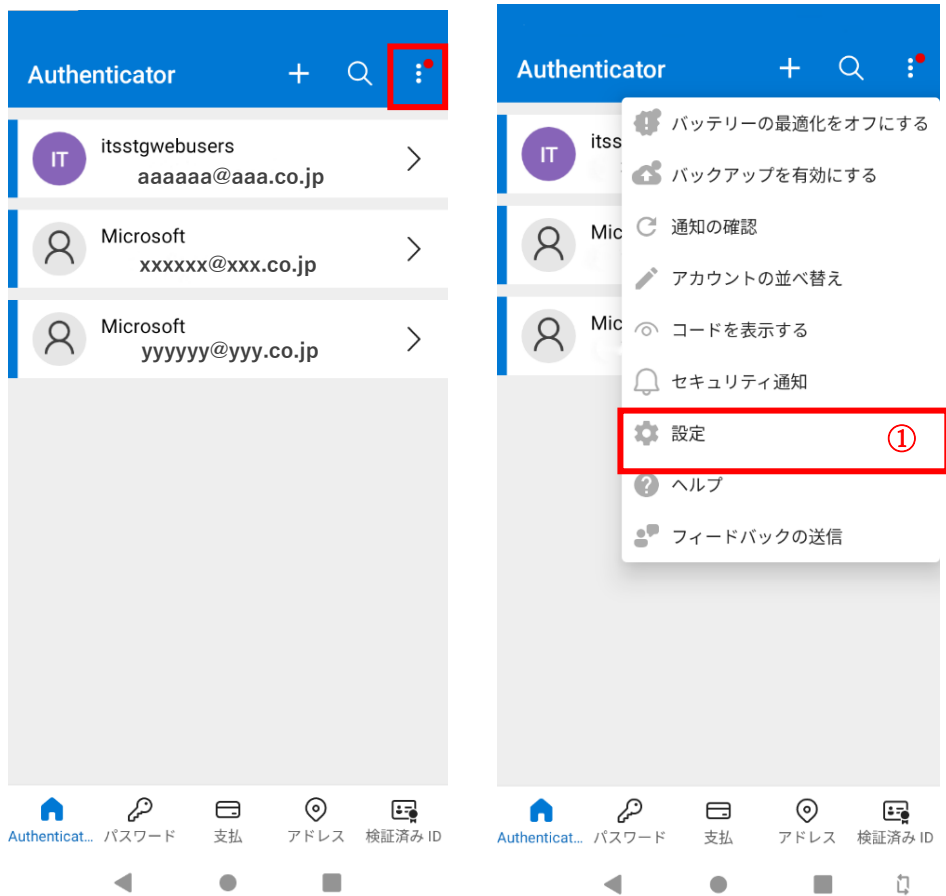 Authenticator
IT
itsstgwebusers
aaaaaa@aaa.co.jp
Microsoft
xxxxxx@xxx.co.jp
Microsoft
yyyyyy@yyy.co.jp
Authenticat...
パスワード
支払
アドレス
検証済み ID
Authenticator
IT
itss
Mic
Mic
バッテリーの最適化をオフにする
バックアップを有効にする
通知の確認
アカウントの並べ替え
コードを表示する
セキュリティ通知
設定 ①
ヘルプ
フィードバックの送信
Authenticat...
パスワード
支払
アドレス
検証済み ID